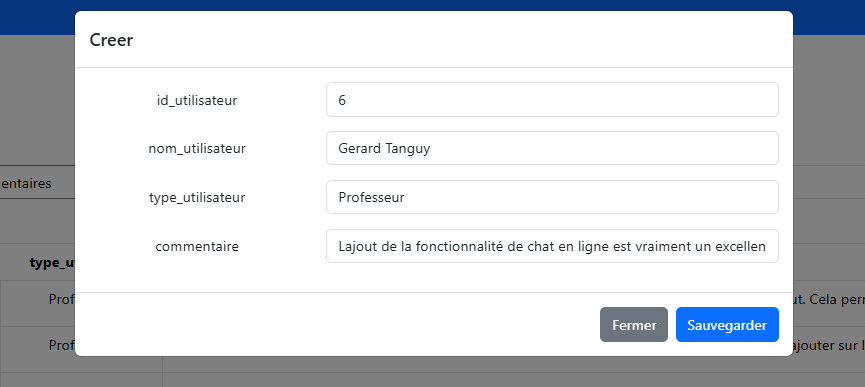 Creer
id_utilisateur 6
nom_utilisateur Gerard Tanguy
entaires
type_utilisateur Professeur
commentaire Lajout de la fonctionnalité de chat en ligne est vraiment un excellen
type_u
Prof ut. Cela perr
Fermer Sauvegarder
Prof ajouter sur l